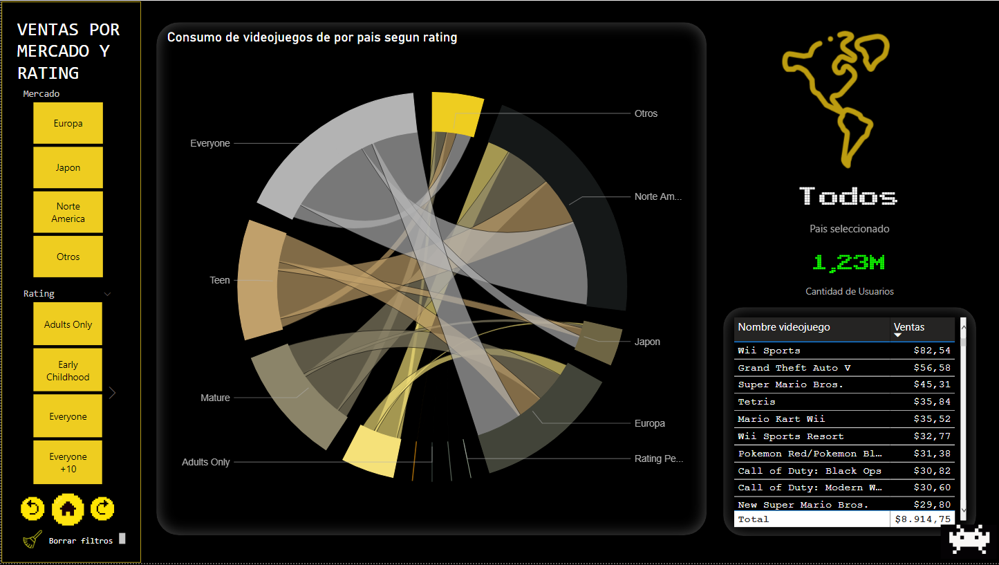 VENTAS POR
MERCADO Y
RATING
Mercado
Europa
Japon
Norte
America
Otros
Rating
Adults Only
Early
Childhood
Everyone
Everyone
+10
Borrar filtros
Consumo de videojuegos de por pais segun rating
Otros
Everyone
Norte Am...
Teen
Japon
Mature
Europa
Adults Only
Rating Pe...
Todos
Pais seleccionado
1,23M
Cantidad de Usuarios
Nombre videojuego Ventas
Wii Sports $82,54
Grand Theft Auto V $56,58
Super Mario Bros. $45,31
Tetris $35,84
Mario Kart Wii $35,52
Wii Sports Resort $32,77
Pokemon Red/Pokemon Bl... $31,38
Call of Duty: Black Ops $30,82
Call of Duty: Modern W... $30,60
New Super Mario Bros. $29,80
Total $8.914,75